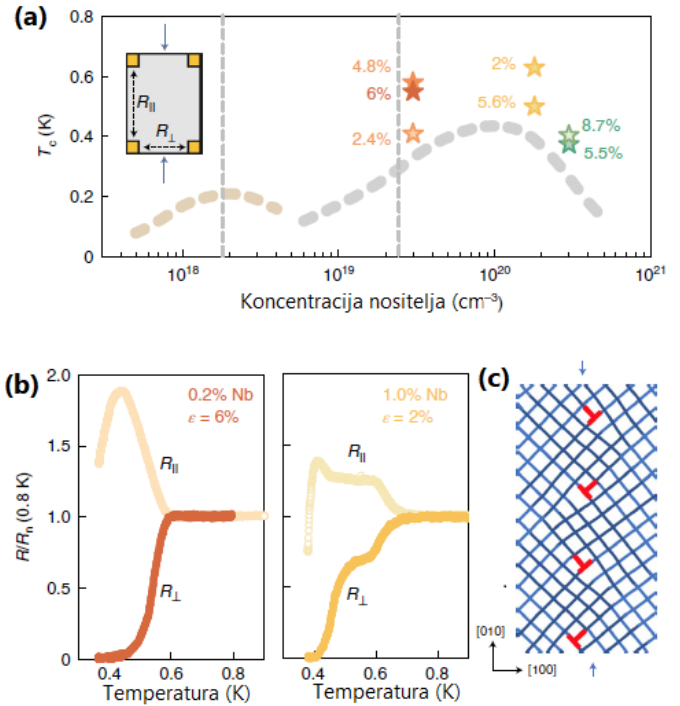 (a)
0.8
0.6
0.4
0.2
0
T_c (K)
R_||
R_⊥
4.8%
6%
2.4%
2%
5.6%
8.7%
5.5%
10^18
10^19
10^20
10^21
Koncentracija nositelja (cm⁻³)
(b)
2.0
1.5
1.0
0.5
0
R/R_n (0.8 K)
0.2% Nb
ε = 6%
R_||
R_⊥
0.4
0.6
0.8
Temperatura (K)
1.0% Nb
ε = 2%
R_||
R_⊥
0.4
0.6
0.8
Temperatura (K)
(c)
[010]
[100]